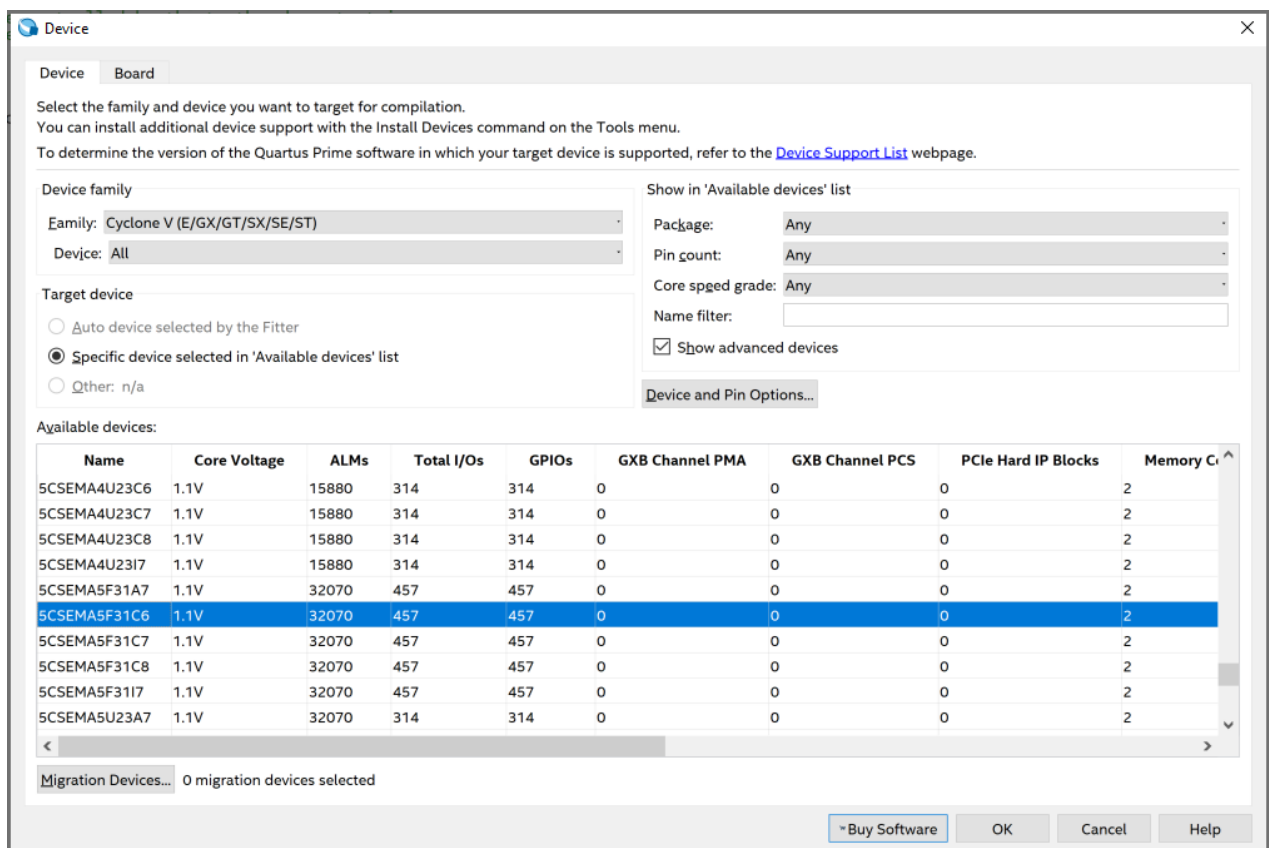 Device
Device Board
Select the family and device you want to target for compilation.
You can install additional device support with the Install Devices command on the Tools menu.
To determine the version of the Quartus Prime software in which your target device is supported, refer to the Device Support List webpage.
Device family
Family: Cyclone V (E/GX/GT/SX/SE/ST)
Device: All
Show in 'Available devices' list
Package: Any
Pin count: Any
Core speed grade: Any
Name filter:
Show advanced devices
Target device
Auto device selected by the Fitter
Specific device selected in 'Available devices' list
Other: n/a
Device and Pin Options...
Available devices:
Name Core Voltage ALMs Total I/Os GPIOs GXB Channel PMA GXB Channel PCS PCIe Hard IP Blocks Memory C
5CSEMA4U23C6 1.1V 15880 314 314 0 0 0 2
5CSEMA4U23C7 1.1V 15880 314 314 0 0 0 2
5CSEMA4U23C8 1.1V 15880 314 314 0 0 0 2
5CSEMA4U23I7 1.1V 15880 314 314 0 0 0 2
5CSEMA5F31A7 1.1V 32070 457 457 0 0 0 2
5CSEMA5F31C6 1.1V 32070 457 457 0 0 0 2
5CSEMA5F31C7 1.1V 32070 457 457 0 0 0 2
5CSEMA5F31C8 1.1V 32070 457 457 0 0 0 2
5CSEMA5F31I7 1.1V 32070 457 457 0 0 0 2
5CSEMA5U23A7 1.1V 32070 314 314 0 0 0 2
Migration Devices... 0 migration devices selected
Buy Software OK Cancel Help